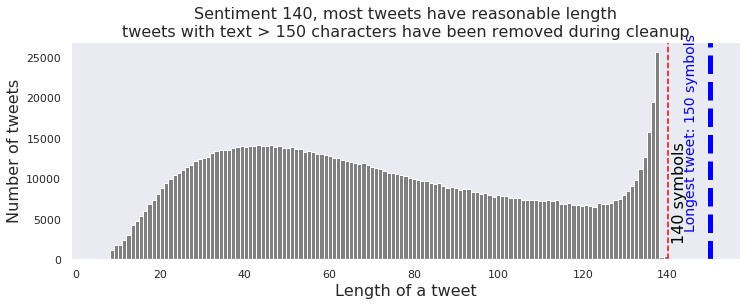 Sentiment 140, most tweets have reasonable length
tweets with text > 150 characters have been removed during cleanup
Number of tweets
25000
20000
15000
10000
5000
0
140 symbols
Longest tweet: 150 symbols
0 20 40 60 80 100 120 140
Length of a tweet